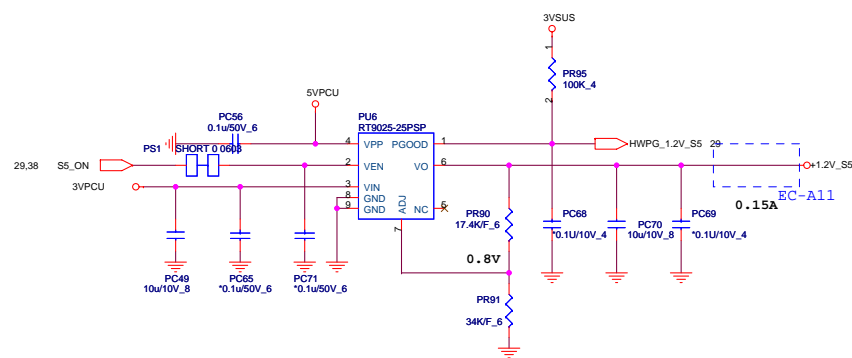 3VSUS
1
PR95
100K_4
2
5VPCU
PC56
0.1u/50V_6
PU6
RT9025-25PSP
PS1
SHORT 0 0603
4 VPP PGOOD 1
HWPG_1.2V_S5
29
29,38 S5_ON
2 VEN VO 6
+1.2V_S5
3VPCU
3 VIN
8 GND
9 GND
ADJ
NC 5
7
EC-A11
0.15A
PR90
17.4K/F_6
PC68
*0.1U/10V_4
PC70
10u/10V_8
PC69
*0.1U/10V_4
0.8V
PC49
10u/10V_8
PC65
*0.1u/50V_6
PC71
*0.1u/50V_6
PR91
34K/F_6